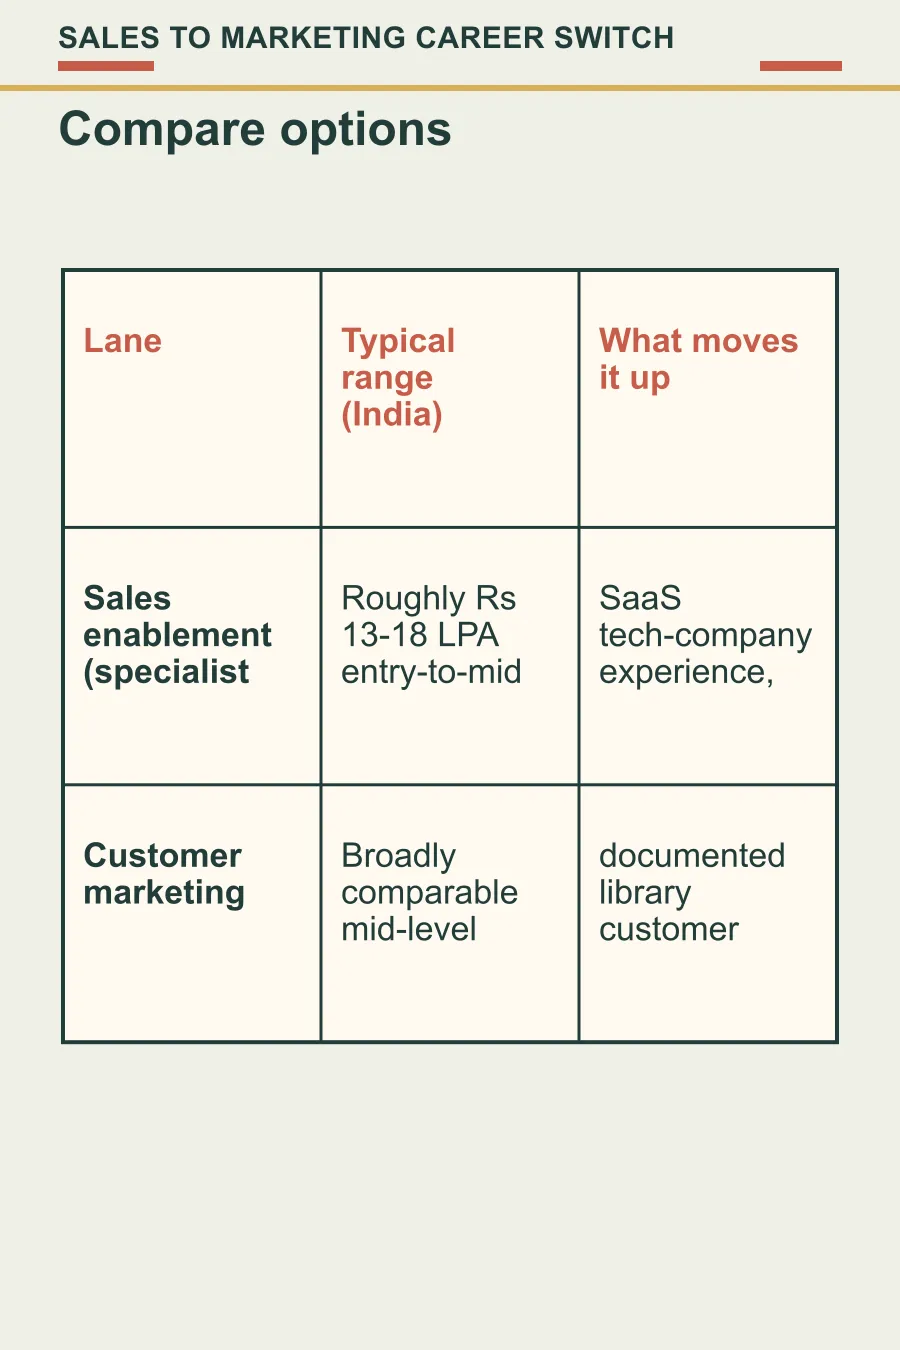 SALES TO MARKETING CAREER SWITCH
Compare options
Lane
Typical
range
(India)
What moves
it up
Sales
enablement
(specialist
Roughly Rs
13-18 LPA
entry-to-mid
SaaS
tech-company
experience,
Customer
marketing
Broadly
comparable
mid-level
documented
library
customer